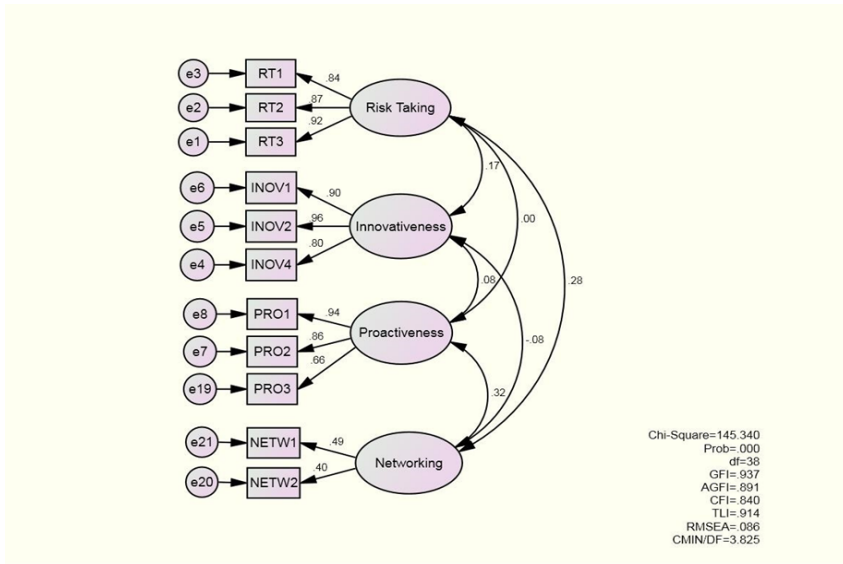 e3 RT1 .84
e2 RT2 .87 Risk Taking
e1 RT3 .92
.17
e6 INOV1 .90
e5 INOV2 .96 Innovativeness .00
e4 INOV4 .80
.08 .28
e8 PRO1 .94
e7 PRO2 .86 Proactiveness -.08
e19 PRO3 .66
.32
e21 NETW1 .49
e20 NETW2 .40 Networking
Chi-Square=145.340
Prob=.000
df=38
GFI=.937
AGFI=.891
CFI=.840
TLI=.914
RMSEA=.086
CMIN/DF=3.825